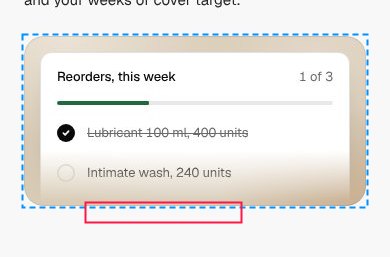 and your weeks of cover target.
Reorders, this week
1 of 3
Lubricant 100 ml, 400 units
Intimate wash, 240 units